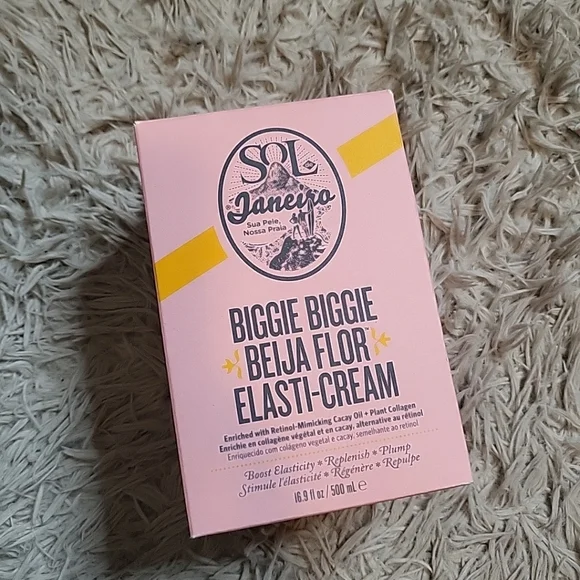 SOL
de
Janeiro
Sua Pele,
Nossa Praia
BIGGIE BIGGIE
BEIJA FLOR™
ELASTI-CREAM
Enriched with Retinol-Mimicking Cacay Oil + Plant Collagen
Enrichie en collagène végétal et en cacay, alternative au rétinol
Enriquecido com colágeno vegetal e cacay, semelhante ao retinol
Boost Elasticity * Replenish * Plump
Stimule l'élasticité * Régénère * Repulpe
16.9 fl oz / 500 mL ℮